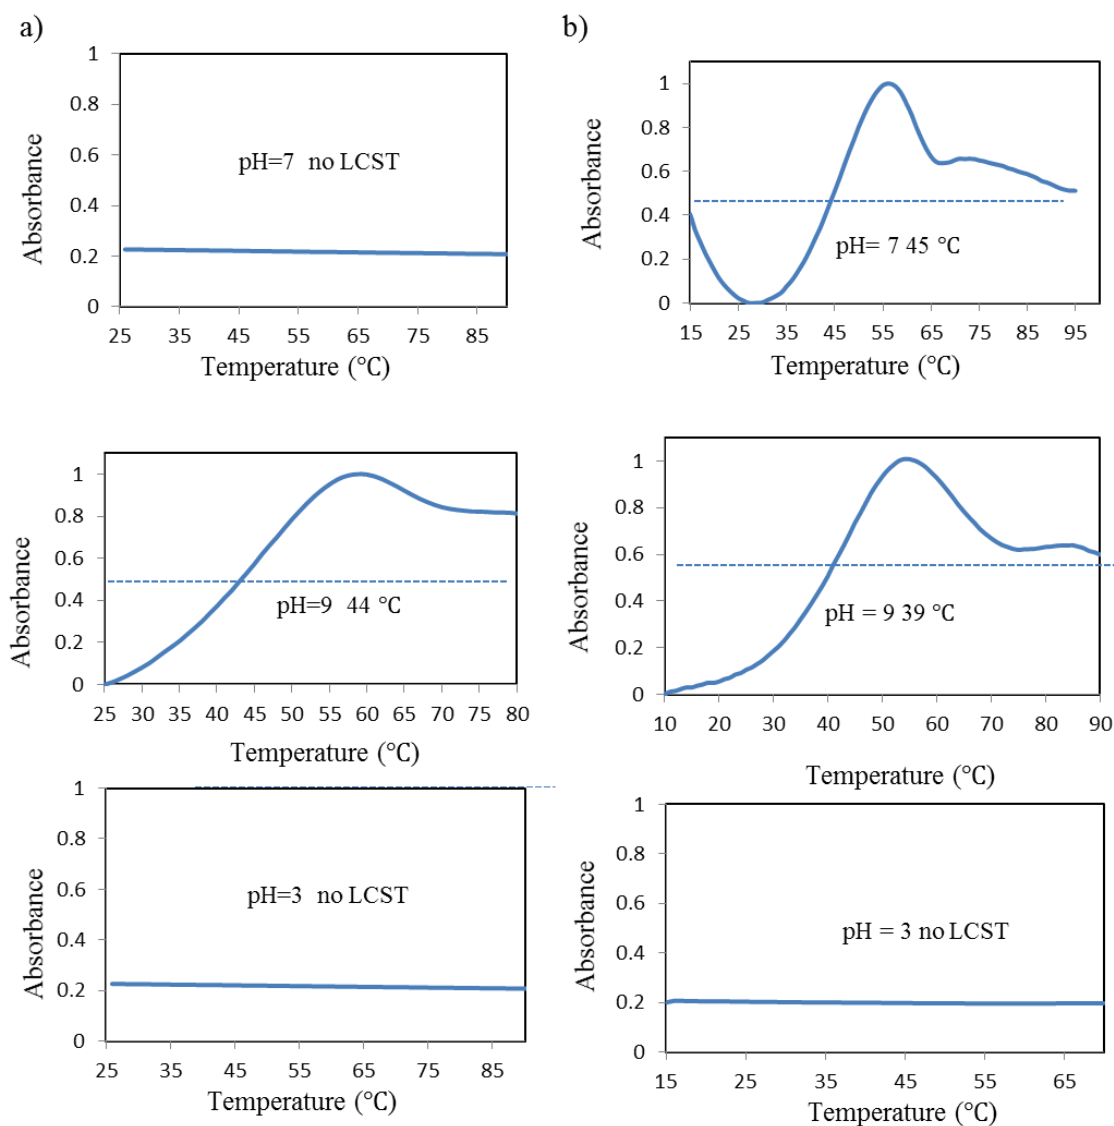 a)
1
0.8
0.6
0.4
0.2
0
Absorbance
pH=7 no LCST
25 35 45 55 65 75 85
Temperature (°C)
b)
1
0.8
0.6
0.4
0.2
0
Absorbance
pH= 7 45 °C
15 25 35 45 55 65 75 85 95
Temperature (°C)
1
0.8
0.6
0.4
0.2
0
Absorbance
pH=9 44 °C
25 30 35 40 45 50 55 60 65 70 75 80
Temperature (°C)
1
0.8
0.6
0.4
0.2
0
Absorbance
pH = 9 39 °C
10 20 30 40 50 60 70 80 90
Temperature (°C)
1
0.8
0.6
0.4
0.2
0
Absorbance
pH=3 no LCST
25 35 45 55 65 75 85
Temperature (°C)
1
0.8
0.6
0.4
0.2
0
Absorbance
pH = 3 no LCST
15 25 35 45 55 65
Temperature (°C)